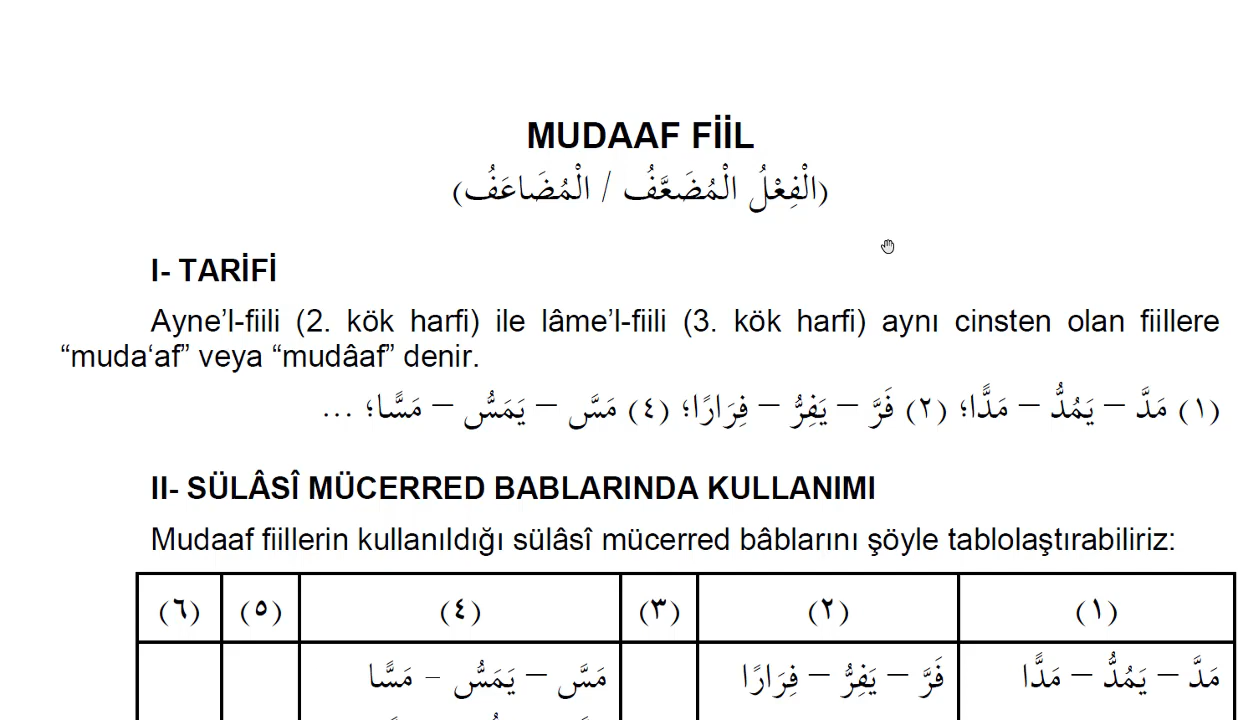 MUDAAF FİİL
(الْفِعْلُ الْمُضَعَّفُ / الْمُضَاعَفُ)
I- TARİFİ
Ayne’l-fiili (2. kök harfi) ile lâme’l-fiili (3. kök harfi) aynı cinsten olan fiillere
“muda‘af” veya “mudâaf” denir.
(١) مَدَّ – يَمُدُّ – مَدًّا؛ (٢) فَرَّ – يَفِرُّ – فِرَارًا؛ (٤) مَسَّ – يَمَسُّ – مَسًّا؛ ...
II- SÜLÂSÎ MÜCERRED BABLARINDA KULLANIMI
Mudaaf fiillerin kullanıldığı sülâsî mücerred bâblarını şöyle tablolaştırabiliriz:
(١) (٢) (٣) (٤) (٥) (٦)
مَدَّ – يَمُدُّ – مَدًّا فَرَّ – يَفِرُّ – فِرَارًا مَسَّ – يَمَسُّ – مَسًّا